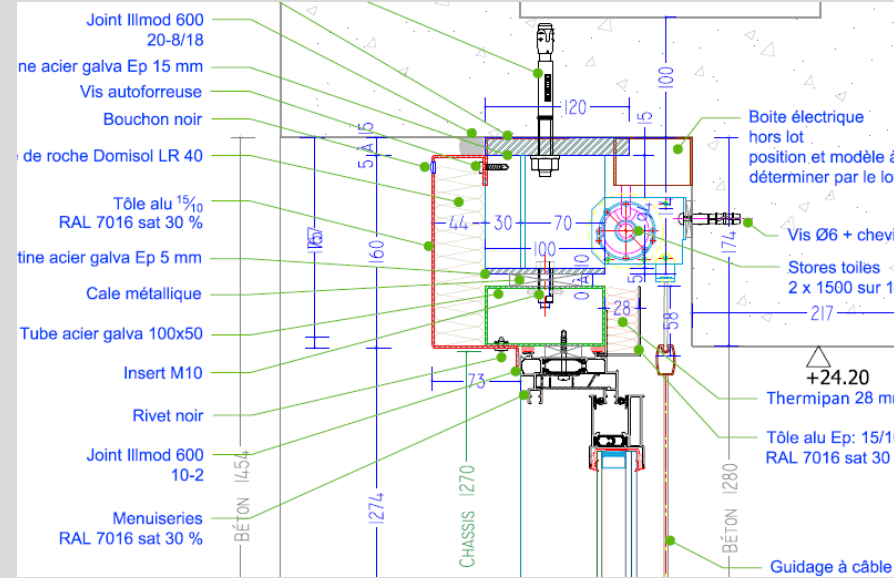 Joint Illmod 600
20-8/18
ne acier galva Ep 15 mm
Vis autoforreuse
Bouchon noir
de roche Domisol LR 40
Tôle alu 15/10
RAL 7016 sat 30 %
tine acier galva Ep 5 mm
Cale métallique
Tube acier galva 100x50
Insert M10
Rivet noir
Joint Illmod 600
10-2
Menuiseries
RAL 7016 sat 30 %
BÉTON 1454
1274
CHASSIS 1270
160
5 A 15
44
30
70
100
120
15
100
28
58
73
174
217
+24.20
BÉTON 1280
Boite électrique
hors lot
position et modèle à
déterminer par le lo
Vis Ø6 + chevi
Stores toiles
2 x 1500 sur 1
Thermipan 28 m
Tôle alu Ep: 15/1
RAL 7016 sat 30
Guidage à câble